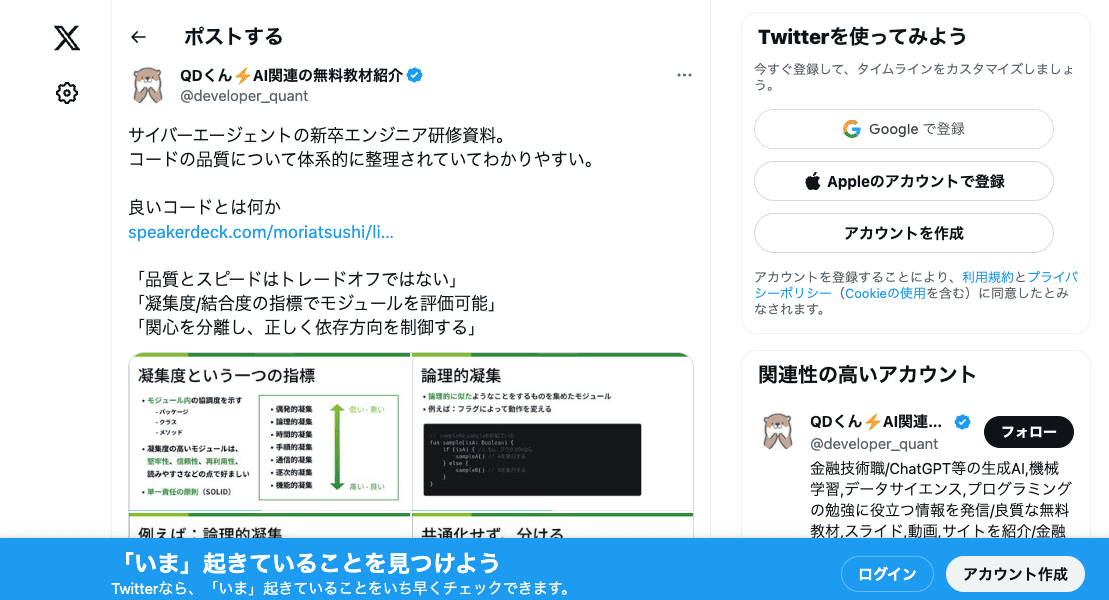 ポストする
QDくん⚡AI関連の無料教材紹介
@developer_quant
サイバーエージェントの新卒エンジニア研修資料。
コードの品質について体系的に整理されていてわかりやすい。
良いコードとは何か
speakerdeck.com/moriatsushi/li...
「品質とスピードはトレードオフではない」
「凝集度/結合度の指標でモジュールを評価可能」
「関心を分離し、正しく依存方向を制御する」
凝集度という一つの指標
• モジュール内の協調度を示す
- パッケージ
- クラス
- メソッド
• 凝集度の高いモジュールは、
堅牢性、信頼性、再利用性、
読みやすさなどの点で好ましい
• 単一責任の原則（SOLID）
• 偶発的凝集
• 論理的凝集
• 時間的凝集
• 手順的凝集
• 通信的凝集
• 逐次的凝集
• 機能的凝集
低い - 悪い
高い - 良い
論理的凝集
• 論理的に似たようなことをするものを集めたモジュール
• 例えば：フラグによって動作を変える
fun sample(isA: Boolean) {
if (isA) {
sampleA()
} else {
sampleB()
}
}
例えば：論理的凝集
共通化せず、分ける
Twitterを使ってみよう
今すぐ登録して、タイムラインをカスタマイズしましょ
う。
Google で登録
Appleのアカウントで登録
アカウントを作成
アカウントを登録することにより、利用規約とプライバ
シーポリシー（Cookieの使用を含む）に同意したとみ
なされます。
関連性の高いアカウント
QDくん⚡AI関連...
@developer_quant
フォロー
金融技術職/ChatGPT等の生成AI,機械
学習,データサイエンス,プログラミング
の勉強に役立つ情報を発信/良質な無料
教材,スライド,動画,サイトを紹介/金融
「いま」起きていることを見つけよう
Twitterなら、「いま」起きていることをいち早くチェックできます。
ログイン
アカウント作成